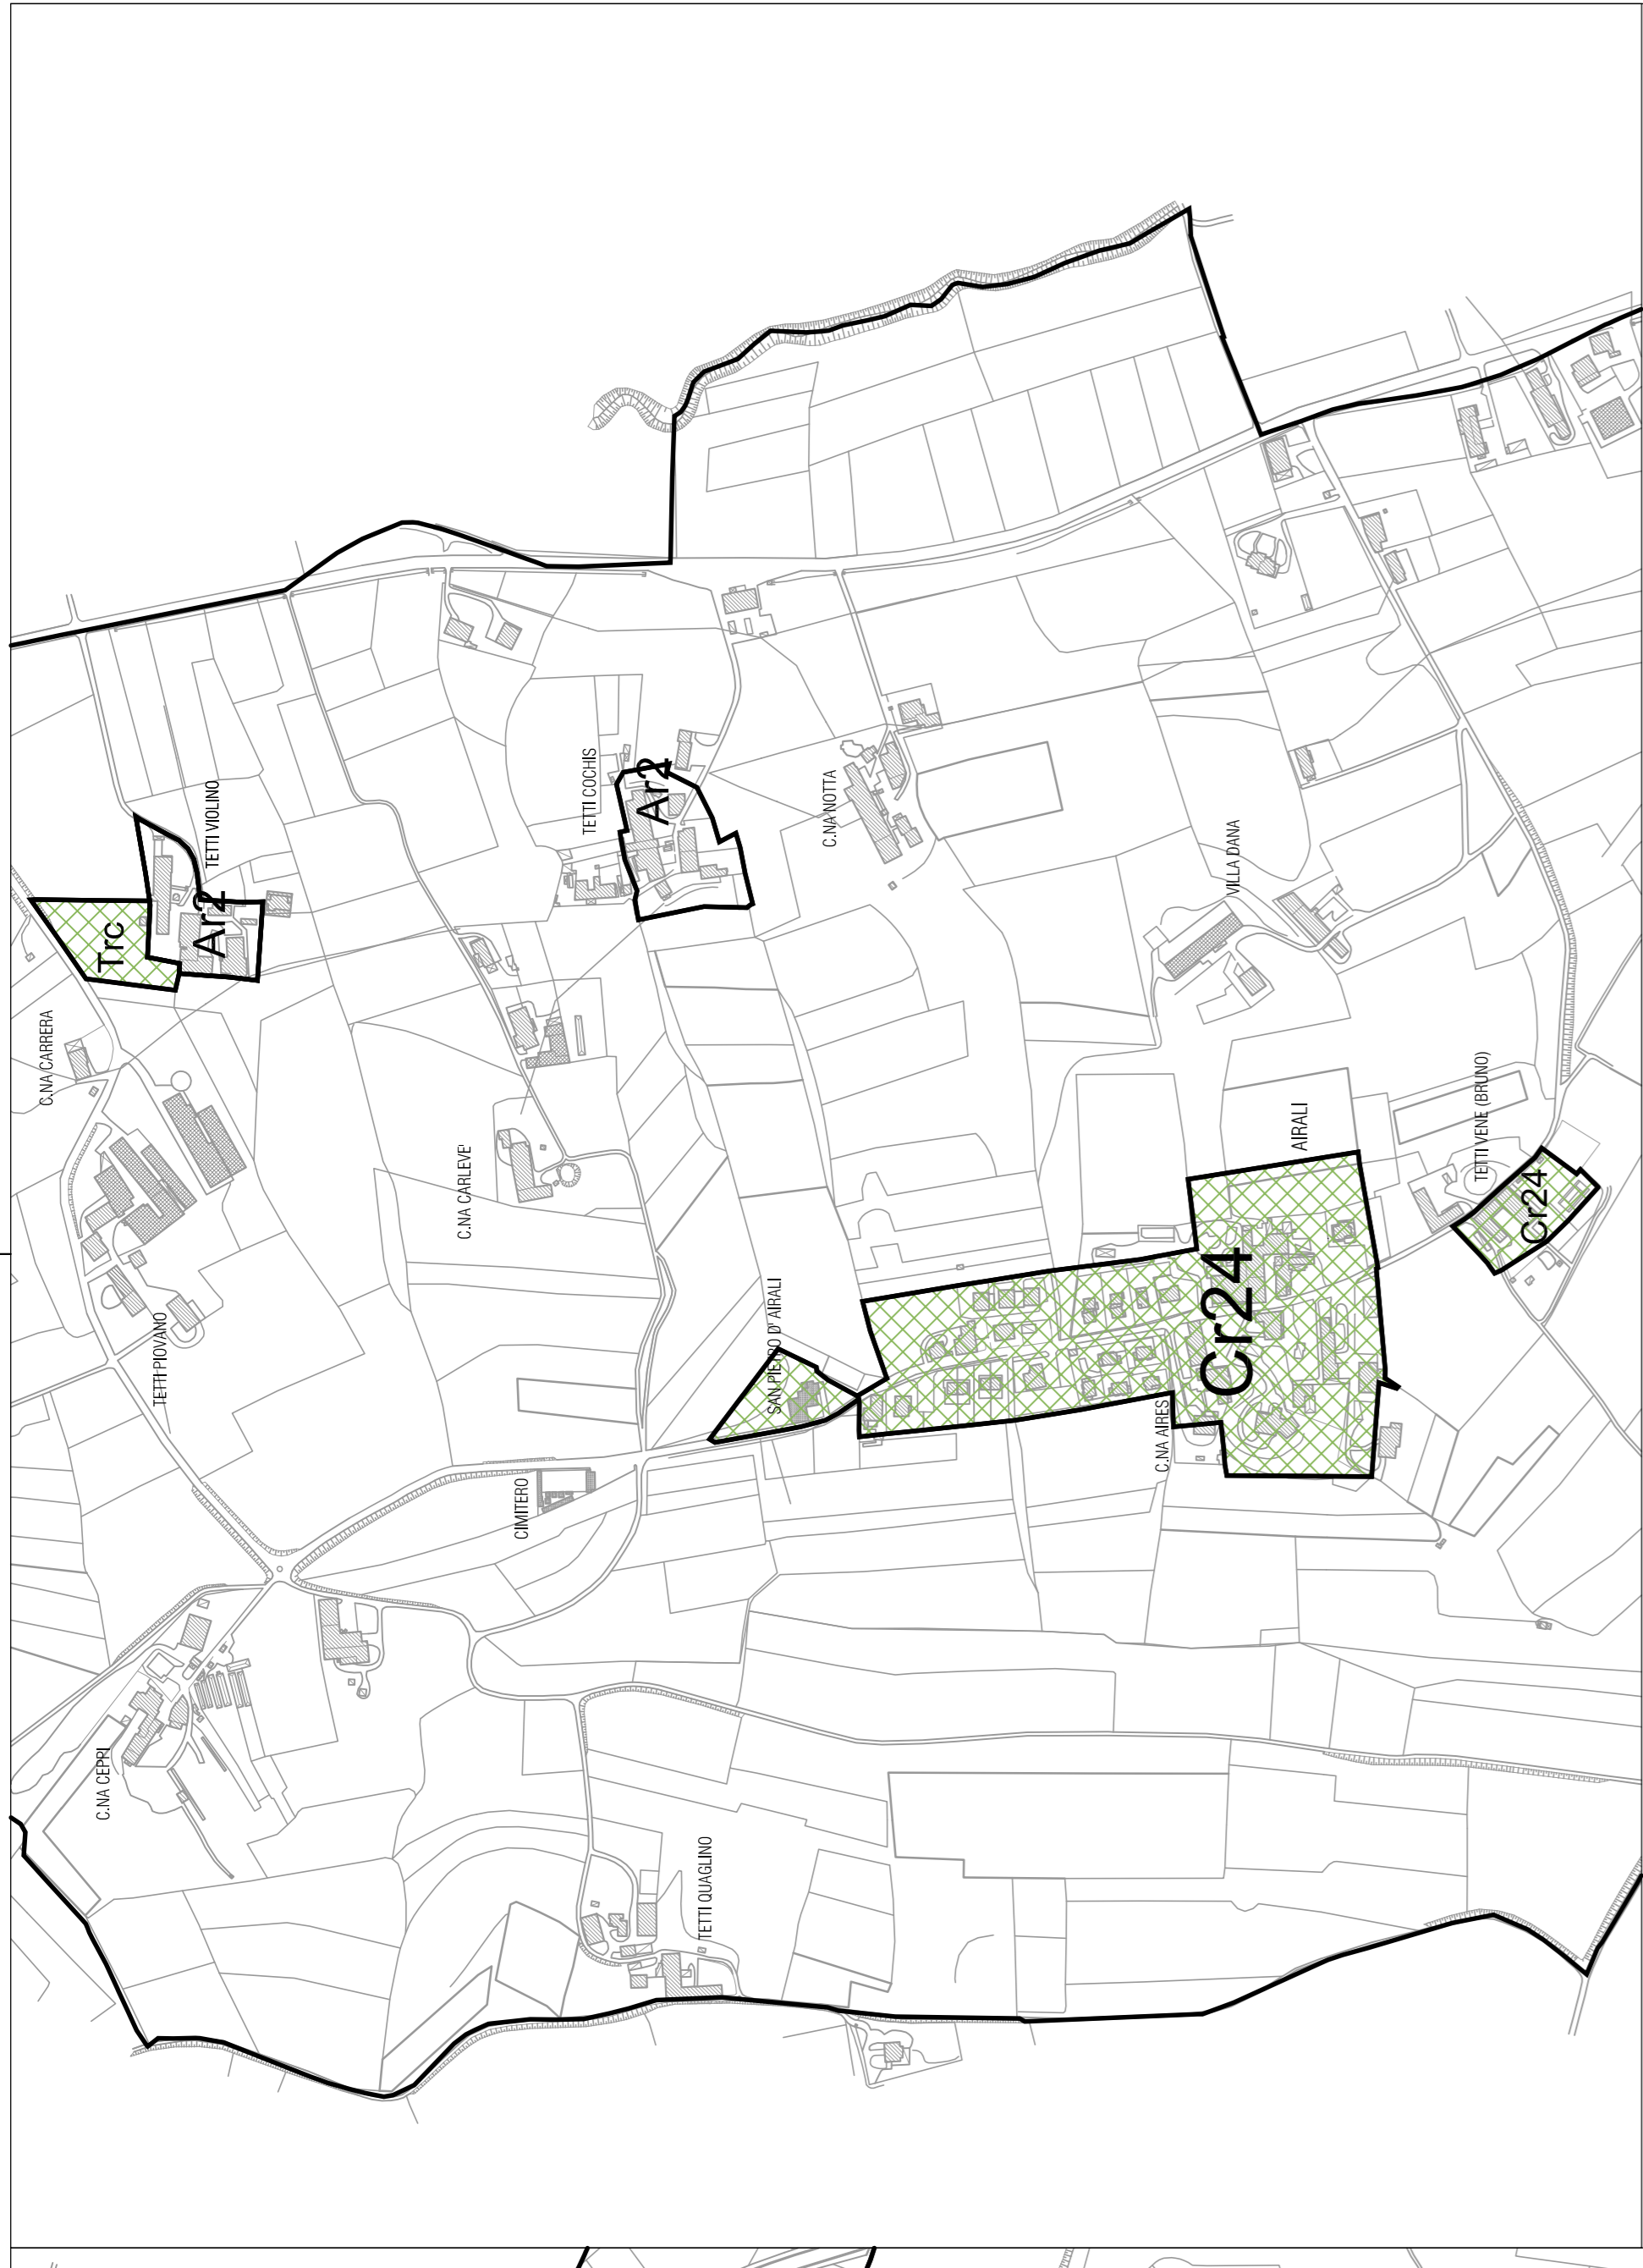 C.NA CARRERA
Trc
TETTI VIOLINO
Ar2
TETTI PIOVANO
C.NA CEPPI
TETTI COCHIS
Ar2
C.NA CARLEVE'
CIMITERO
TETTI QUAGLINO
C.NA NOTTA
SAN PIETRO D' AIRALI
VILLA DANA
AIRALI
Cr24
C.NA AIRES
TETTI VENE (BRUNO)
Cr24